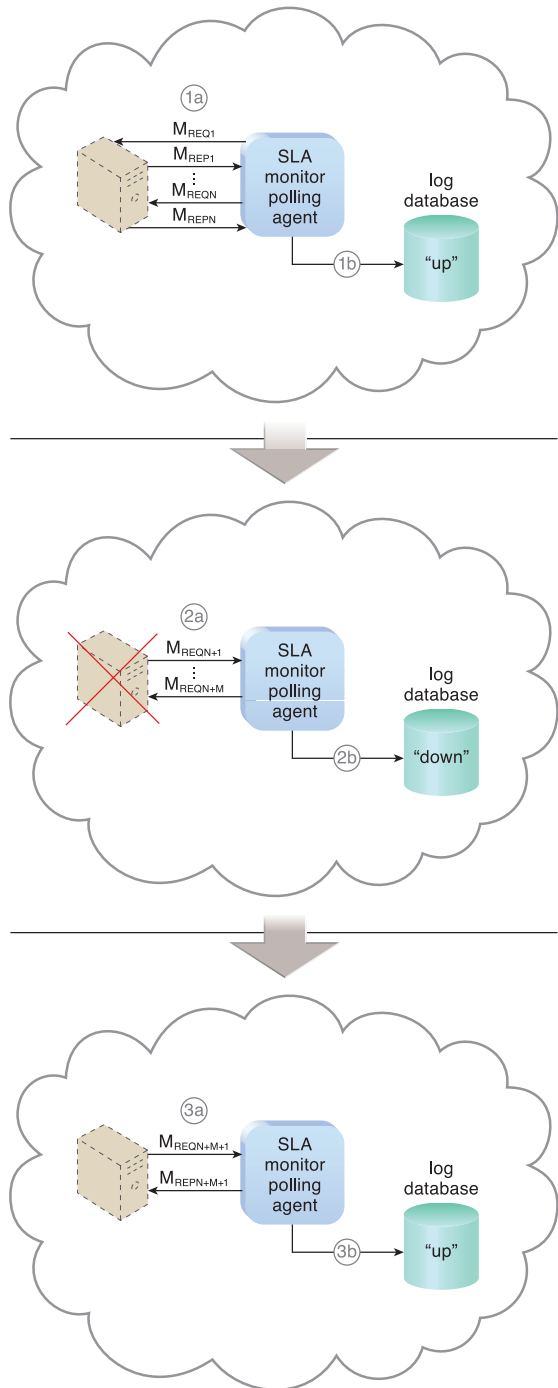 1a
MREQ1
MREP1
⋮
MREQN
MREPN
SLA
monitor
polling
agent
1b
log
database
“up”
2a
MREQN+1
⋮
MREQN+M
SLA
monitor
polling
agent
2b
log
database
“down”
3a
MREQN+M+1
MREPN+M+1
SLA
monitor
polling
agent
3b
log
database
“up”